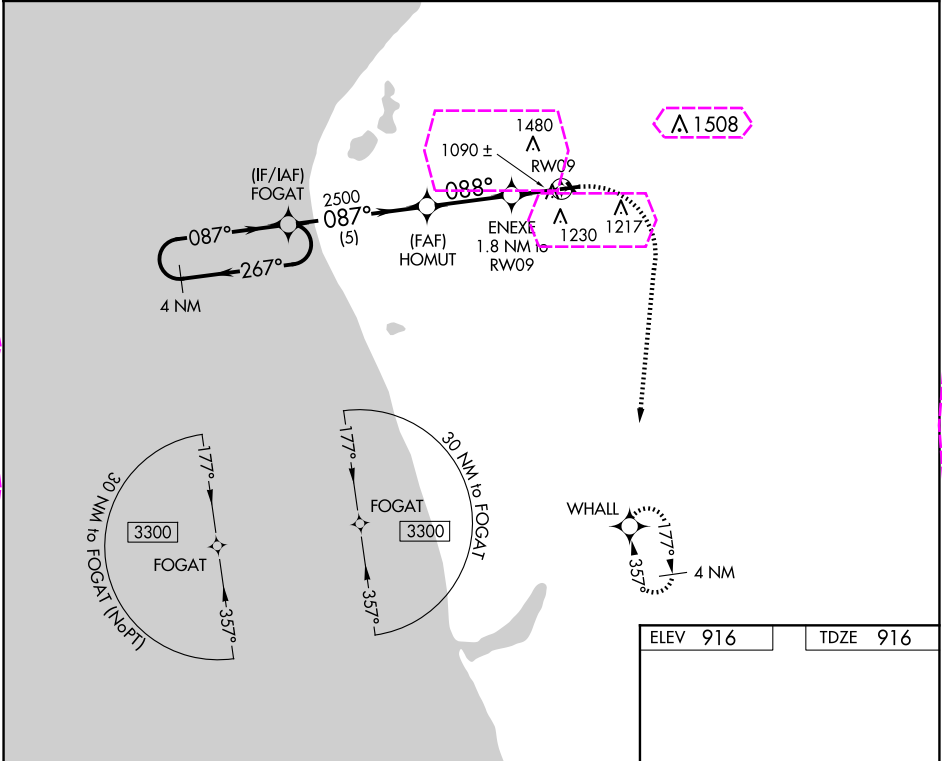 1480
1508
1090 ±
RW09
(IF/IAF)
FOGAT
2500
087°
(5)
088°
087°
267°
4 NM
(FAF)
HOMUT
ENEXE
1.8 NM to
RW09
1230
1217
177°
30 NM to FOGAT (NoPT)
3300
FOGAT
357°
177°
30 NM to FOGAT
FOGAT
3300
357°
WHALL
177°
357°
4 NM
ELEV 916
TDZE 916